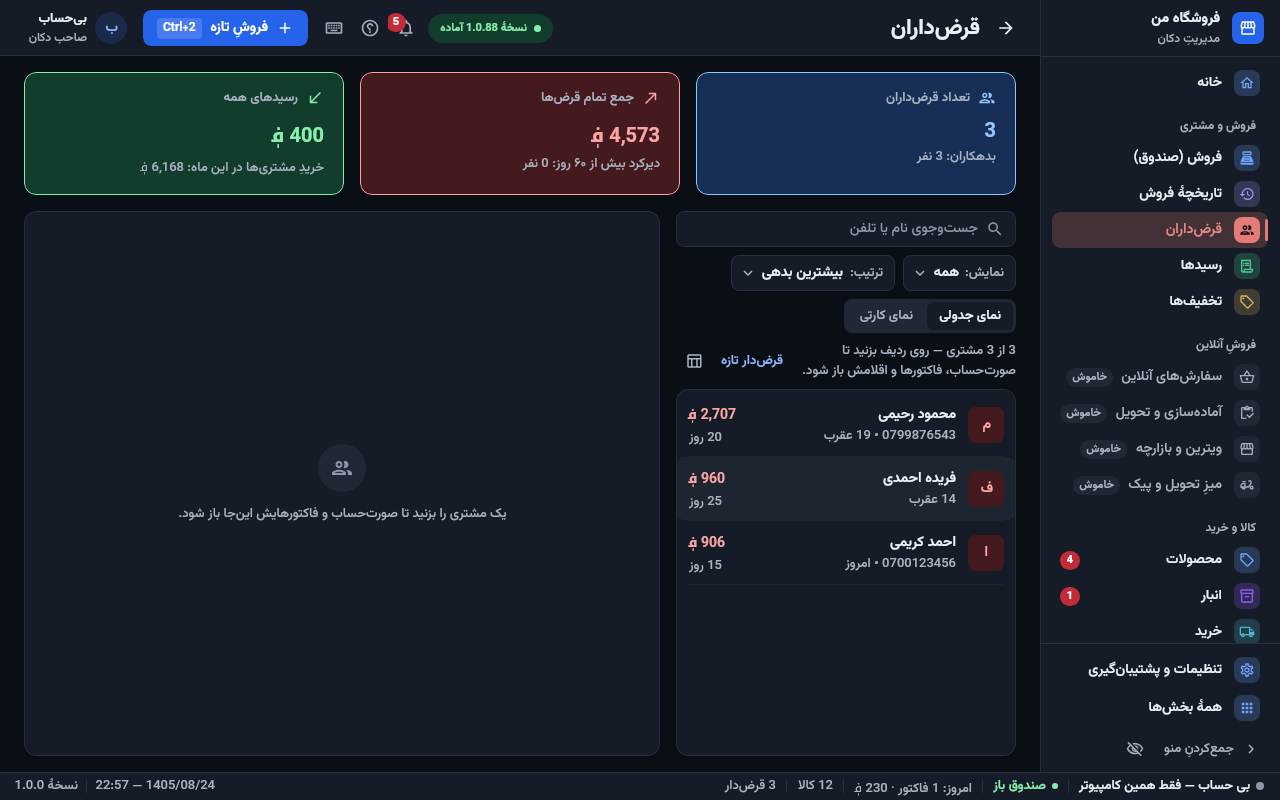 فروشگاه من
مدیریتِ دکان
خانه
فروش و مشتری
فروش (صندوق)
تاریخچهٔ فروش
قرض‌داران
رسیدها
تخفیف‌ها
فروش آنلاین
سفارش‌های آنلاین خاموش
آماده‌سازی و تحویل خاموش
ویترین و بازارچه خاموش
میزِ تحویل و پیک خاموش
کالا و خرید
محصولات 4
انبار 1
خرید
تنظیمات و پشتیبان‌گیری
همهٔ بخش‌ها
جمع‌کردنِ منو
قرض‌داران
نسخهٔ 1.0.88 آماده
5
فروشِ تازه Ctrl+2
ب
بی‌حساب
صاحب دکان
تعداد قرض‌داران
3
بدهکاران: 3 نفر
جمع تمام قرض‌ها
4,573 ؋
دیرکرد بیش از ۶۰ روز: 0 نفر
رسیدهای همه
400 ؋
خریدِ مشتری‌ها در این ماه: 6,168 ؋
جست‌وجوی نام یا تلفن
نمایش: همه
ترتیب: بیشترین بدهی
نمای جدولی نمای کارتی
3 از 3 مشتری — روی ردیف بزنید تا
صورت‌حساب، فاکتورها و اقلامش باز شود.
قرض‌دار تازه
م
محمود رحیمی 2,707 ؋
0799876543 • 19 عقرب 20 روز
ف
فریده احمدی 960 ؋
14 عقرب 25 روز
ا
احمد کریمی 906 ؋
0700123456 • امروز 15 روز
یک مشتری را بزنید تا صورت‌حساب و فاکتورهایش این‌جا باز شود.
بی حساب — فقط همین کامپیوتر
صندوق باز
امروز: 1 فاکتور · 230 ؋
12 کالا
3 قرض‌دار
1405/08/24 — 22:57
نسخهٔ 1.0.0